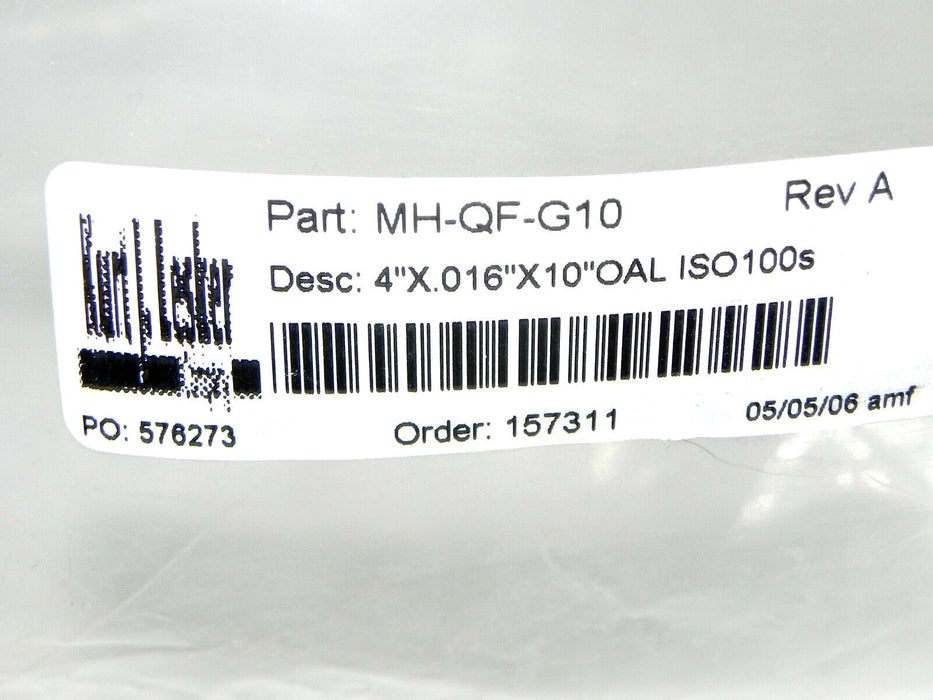 Part: MH-QF-G10 Rev A
Desc: 4"X.016"X10"OAL ISO100s
PO: 576273 Order: 157311 05/05/06 amf